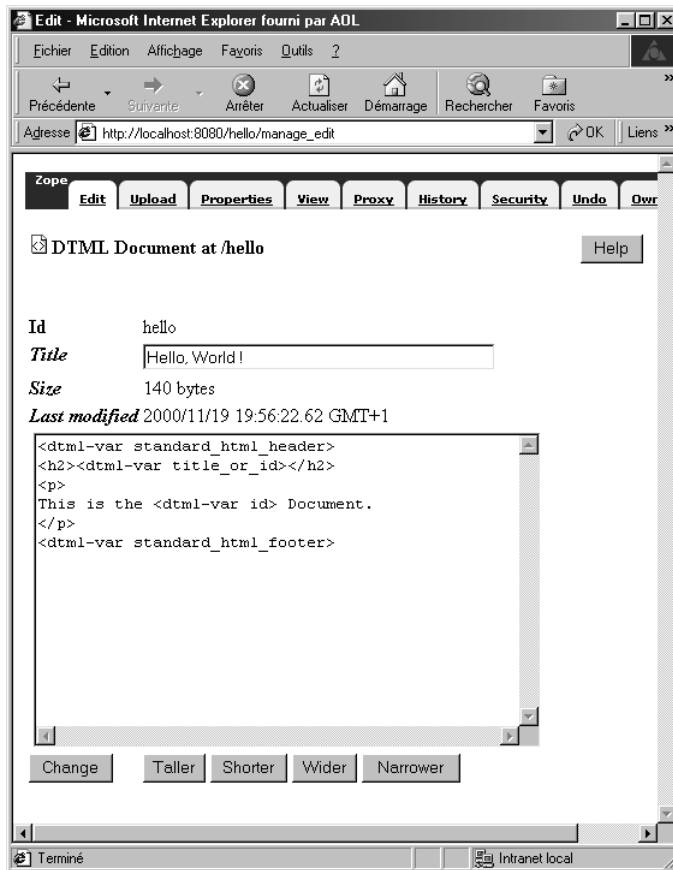 Edit - Microsoft Internet Explorer fourni par AOL
Fichier Edition Affichage Favoris Outils ?
Précédente Suivante Arrêter Actualiser Démarrage Rechercher Favoris »
Adresse http://localhost:8080/hello/manage_edit OK Liens »
Zope
Edit Upload Properties View Proxy History Security Undo Own
DTML Document at /hello Help
Id hello
Title Hello, World !
Size 140 bytes
Last modified 2000/11/19 19:56:22.62 GMT+1
<dtml-var standard_html_header>
<h2><dtml-var title_or_id></h2>
<p>
This is the <dtml-var id> Document.
</p>
<dtml-var standard_html_footer>
Change Taller Shorter Wider Narrower
Terminé Intranet local